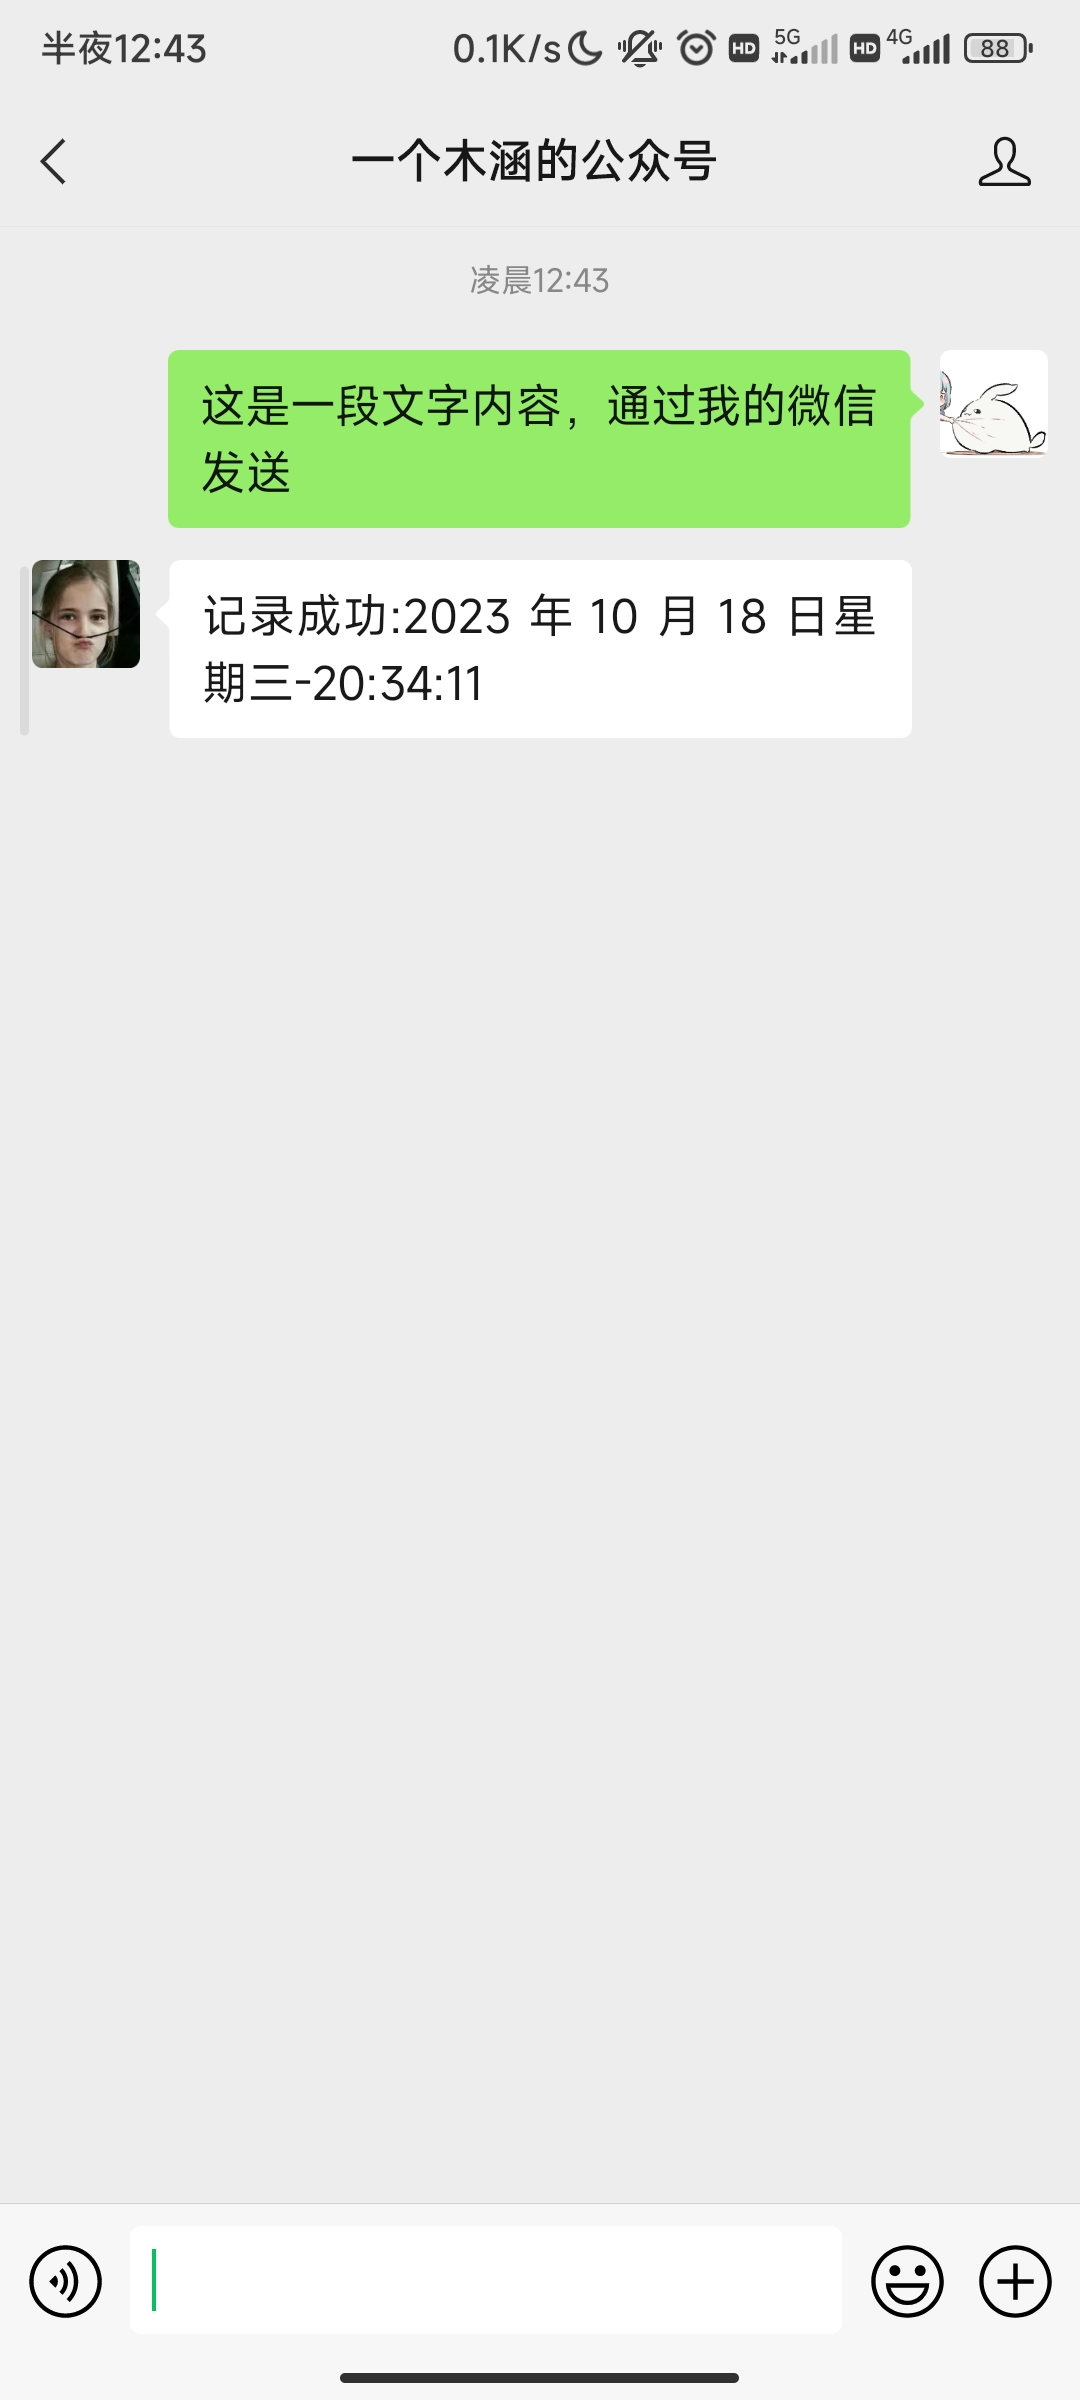 半夜12:43 0.1K/s HD 5G HD 4G 88
一个木涵的公众号
凌晨12:43
这是一段文字内容，通过我的微信
发送
记录成功:2023 年 10 月 18 日星
期三-20:34:11